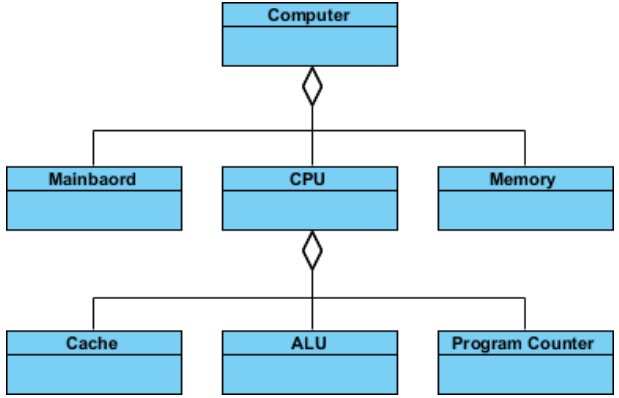 Computer
Mainbaord
CPU
Memory
Cache
ALU
Program Counter